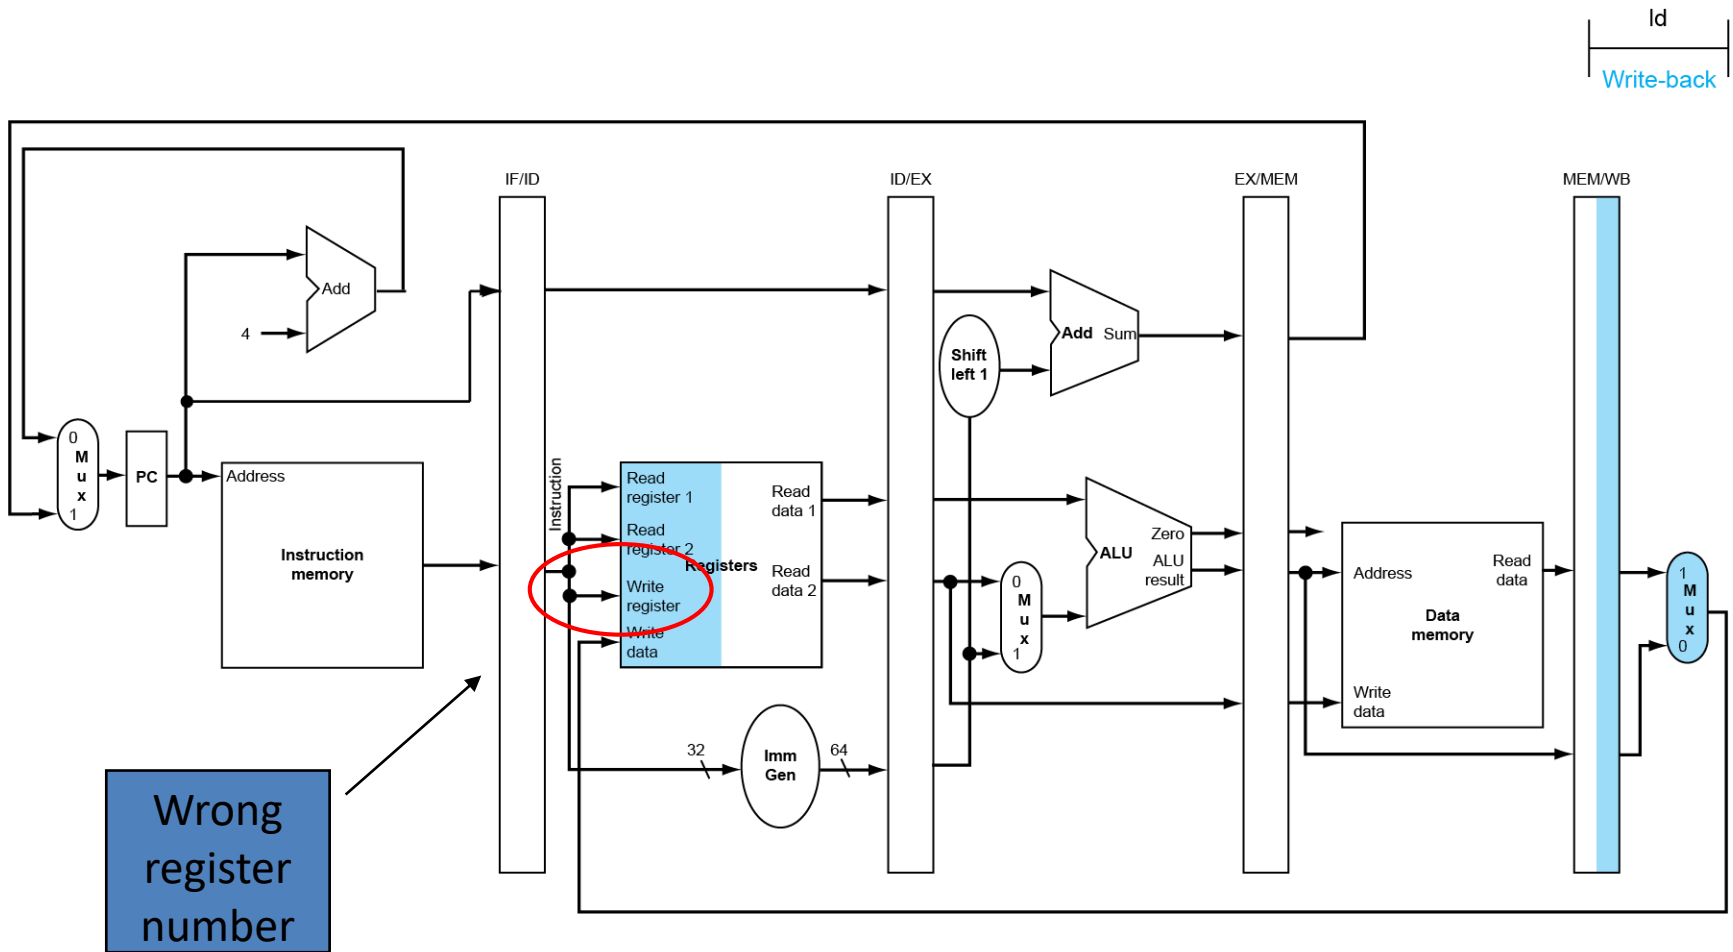 ld
Write-back
IF/ID
ID/EX
EX/MEM
MEM/WB
Add
4
Add Sum
Shift
left 1
0
M
u
x
1
PC
Address
Instruction
memory
Instruction
Read
register 1
Read
register 2
Write
register
Write
data
Registers
Read
data 1
Read
data 2
0
M
u
x
1
ALU
Zero
ALU
result
Address
Read
data
Data
memory
Write
data
1
M
u
x
0
32
Imm
Gen
64
Wrong
register
number